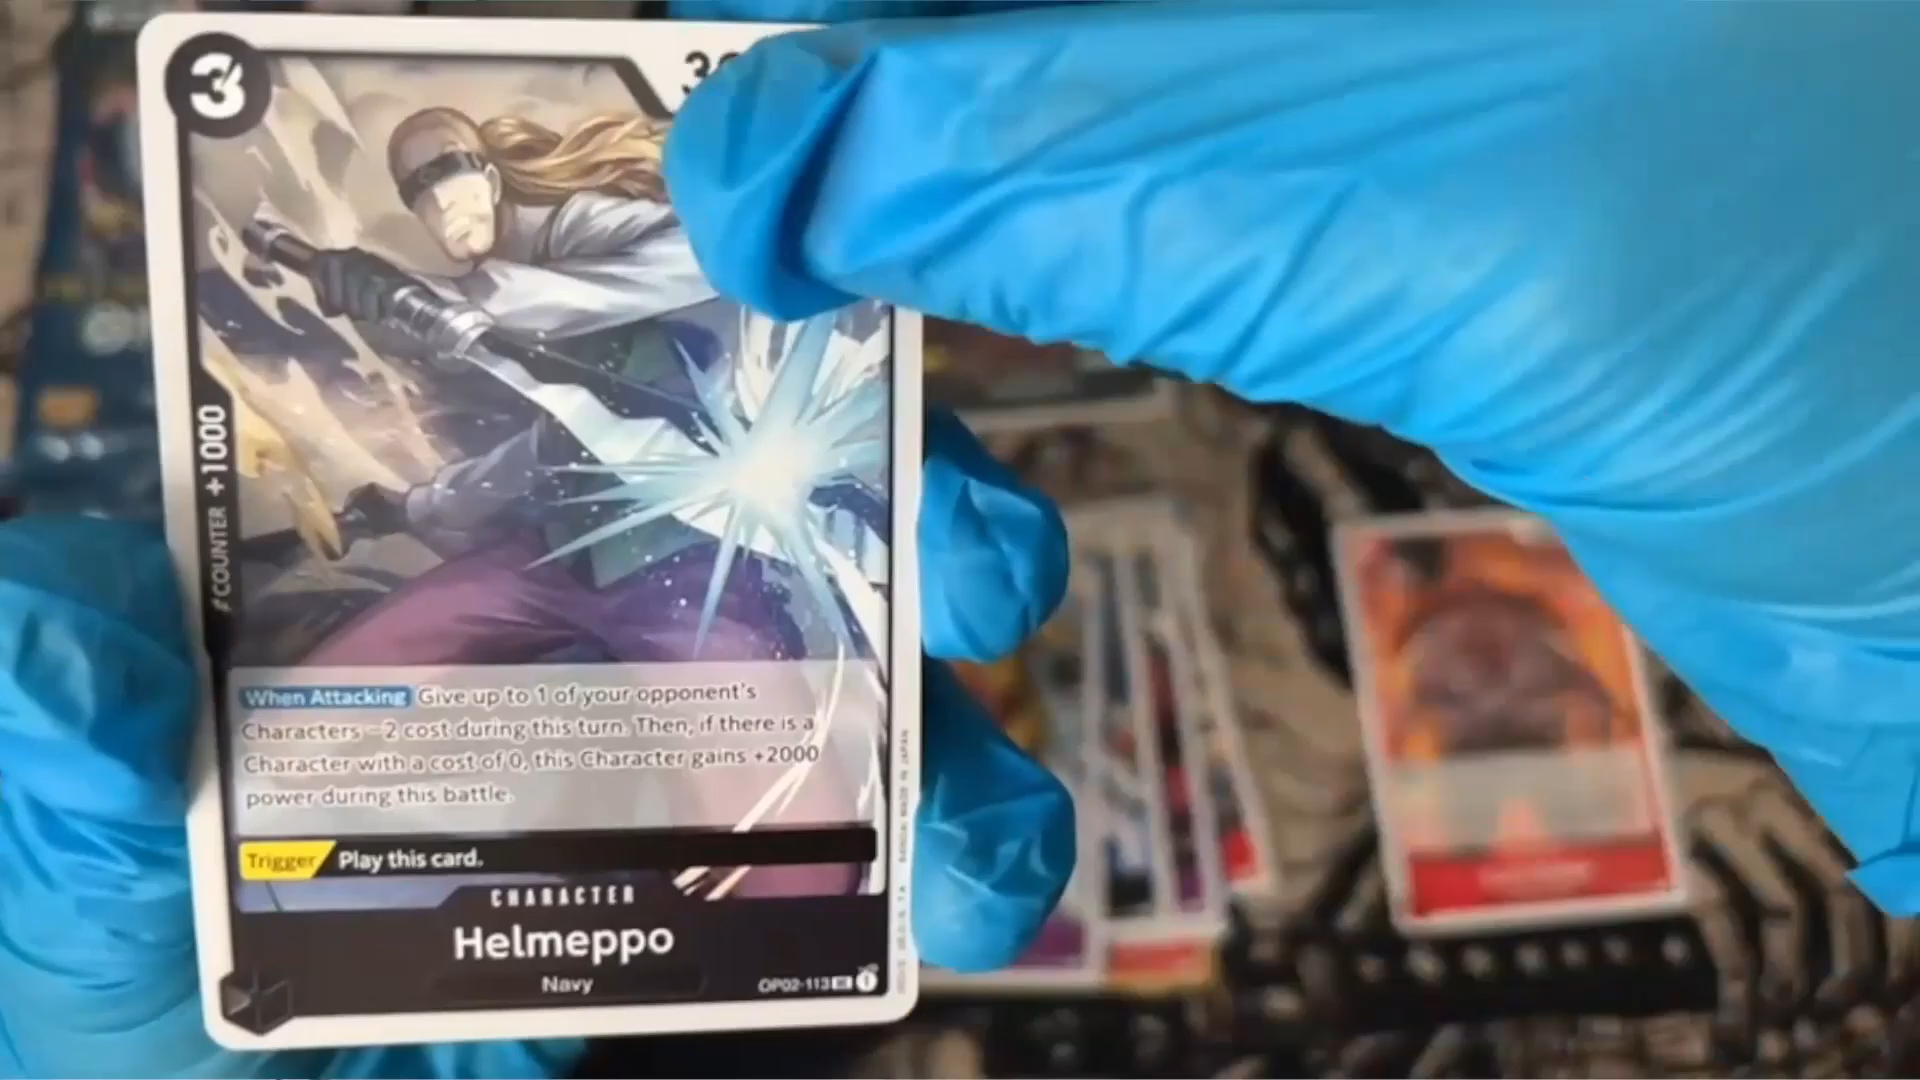 3
#COUNTER +1000
When Attacking Give up to 1 of your opponent's
Characters −2 cost during this turn. Then, if there is a
Character with a cost of 0, this Character gains +2000
power during this battle.
Trigger Play this card.
CHARACTER
Helmeppo
Navy
OP02-113